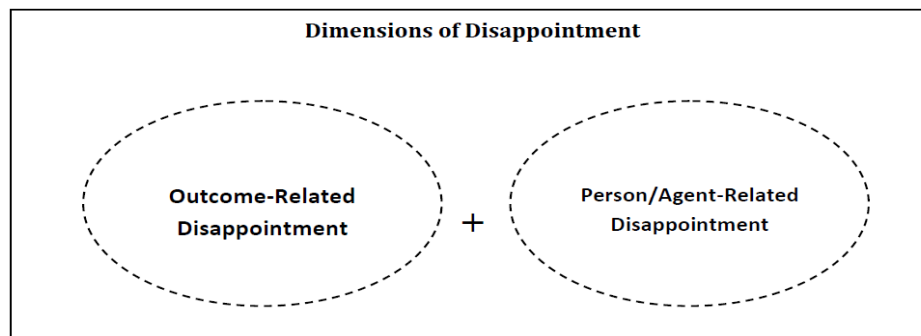 Dimensions of Disappointment
Outcome-Related
Disappointment
+
Person/Agent-Related
Disappointment